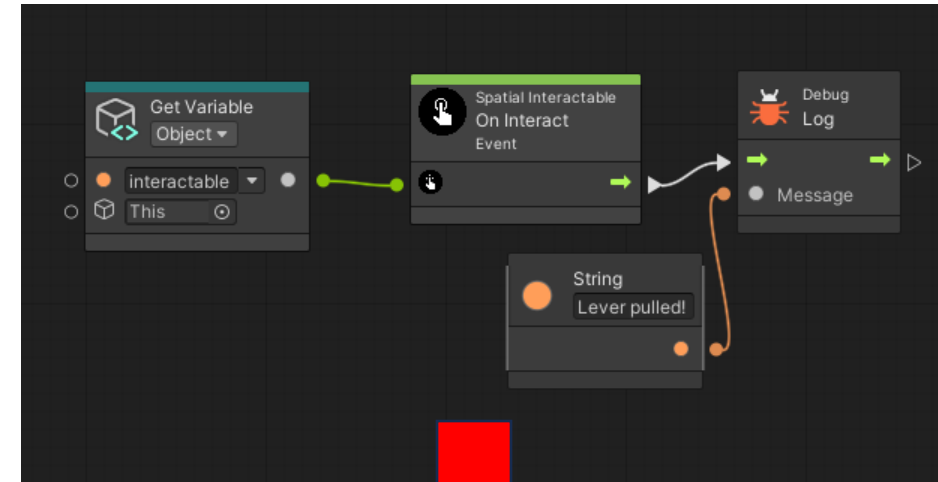 Get Variable
Object
interactable
This
Spatial Interactable
On Interact
Event
Debug
Log
Message
String
Lever pulled!